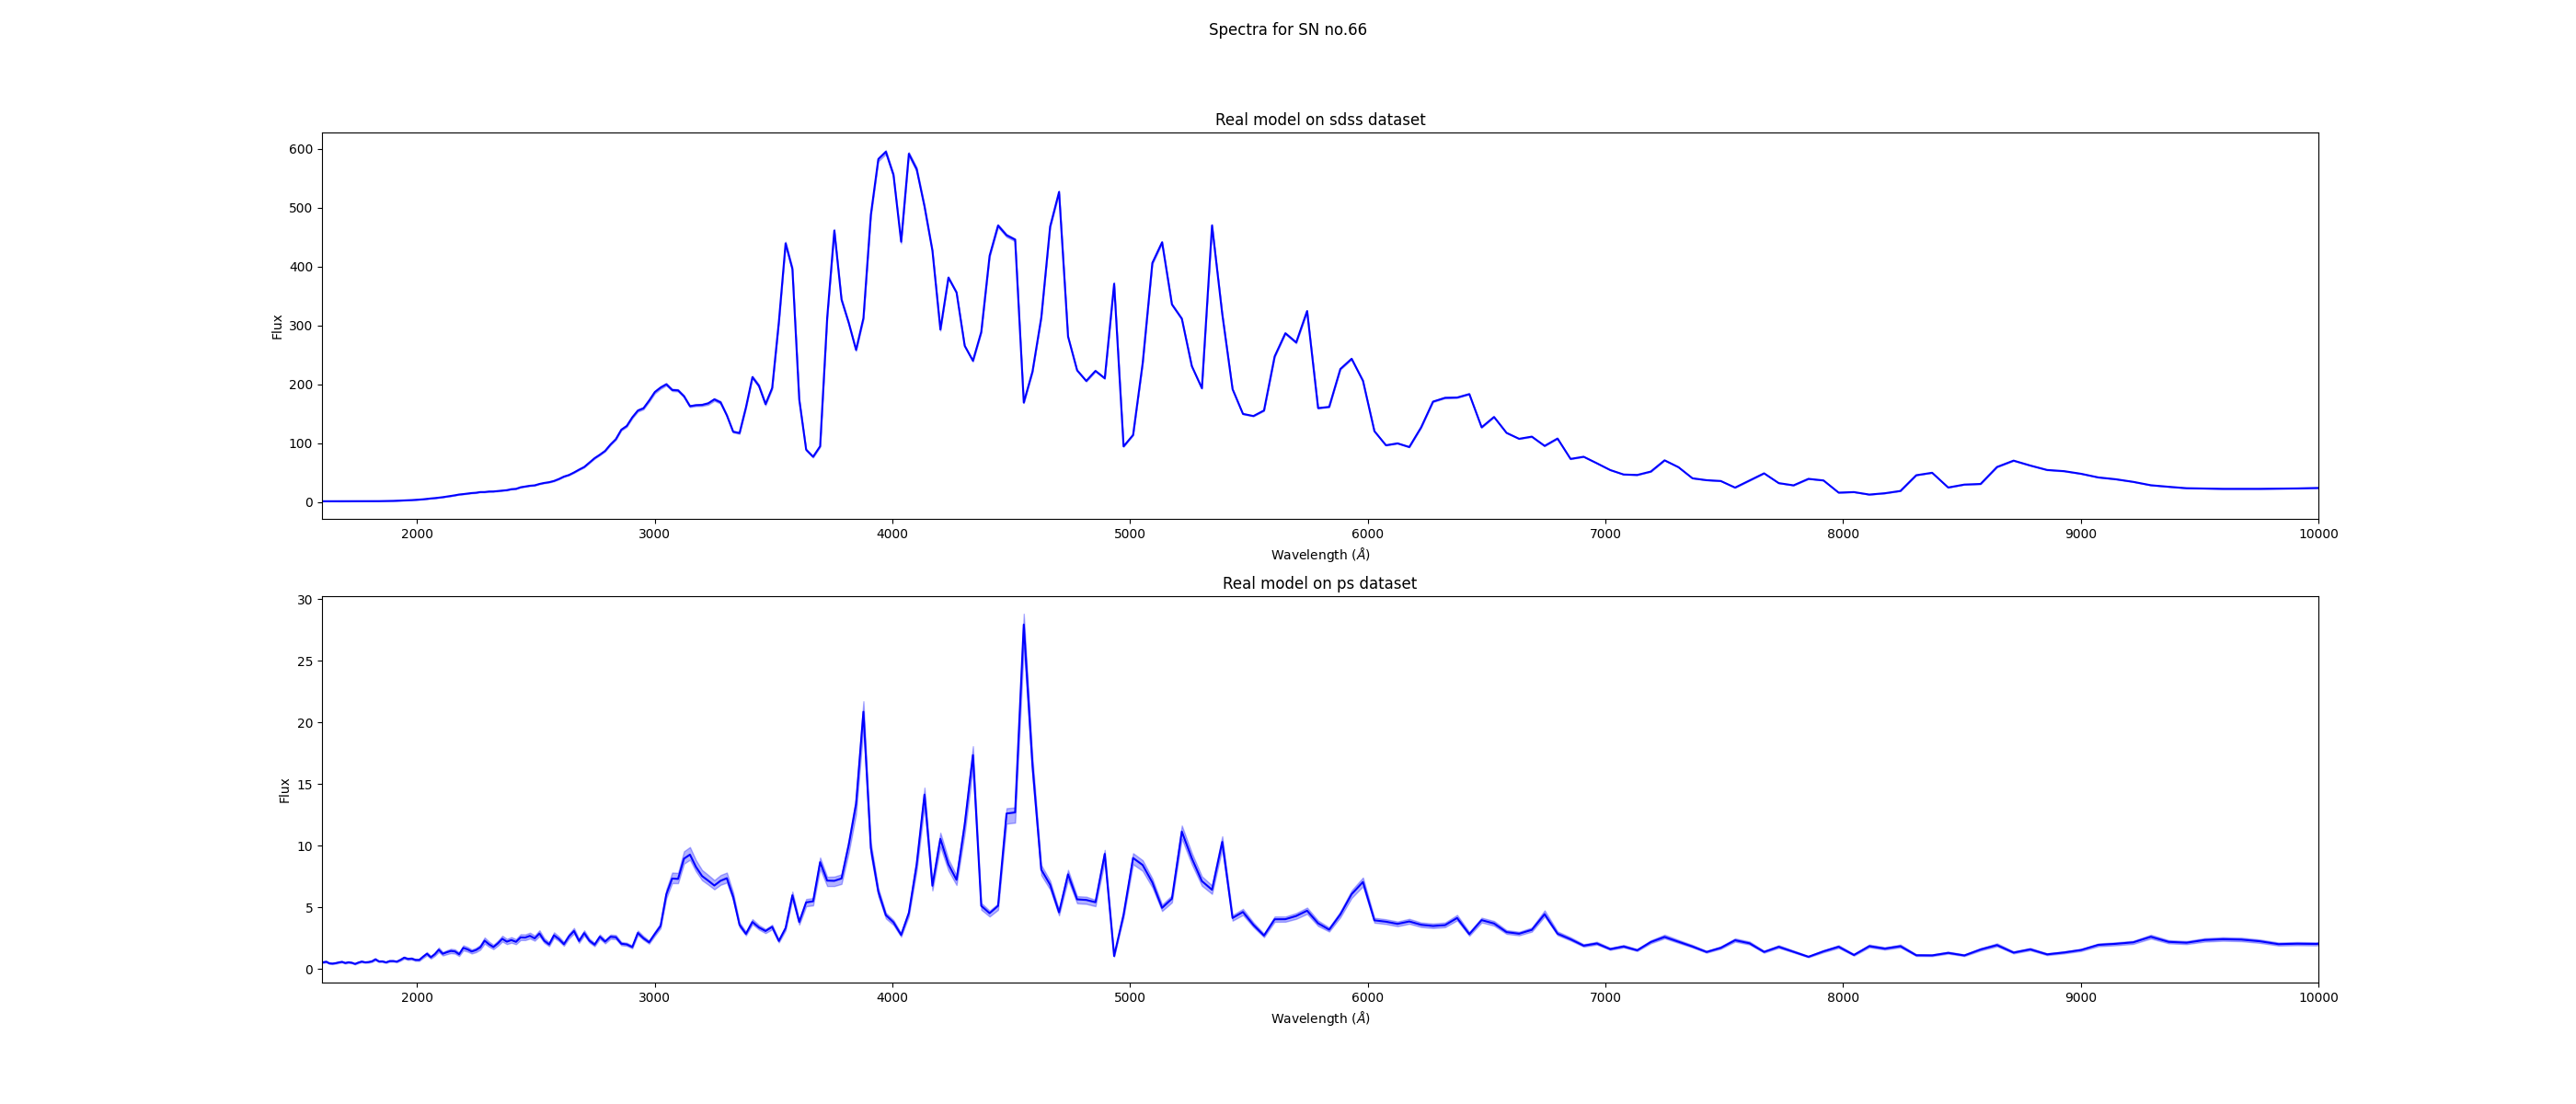 Spectra for SN no.66
Real model on sdss dataset
600
500
400
300
200
100
0
Flux
2000 3000 4000 5000 6000 7000 8000 9000 10000
Wavelength (Å)
Real model on ps dataset
30
25
20
15
10
5
0
Flux
2000 3000 4000 5000 6000 7000 8000 9000 10000
Wavelength (Å)